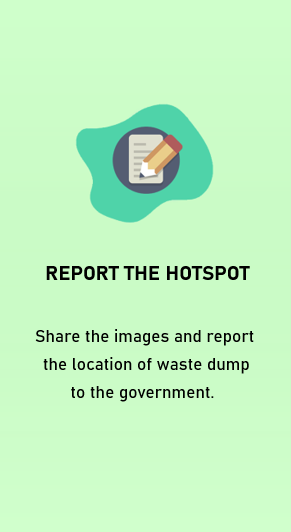 REPORT THE HOTSPOT
Share the images and report
the location of waste dump
to the government.